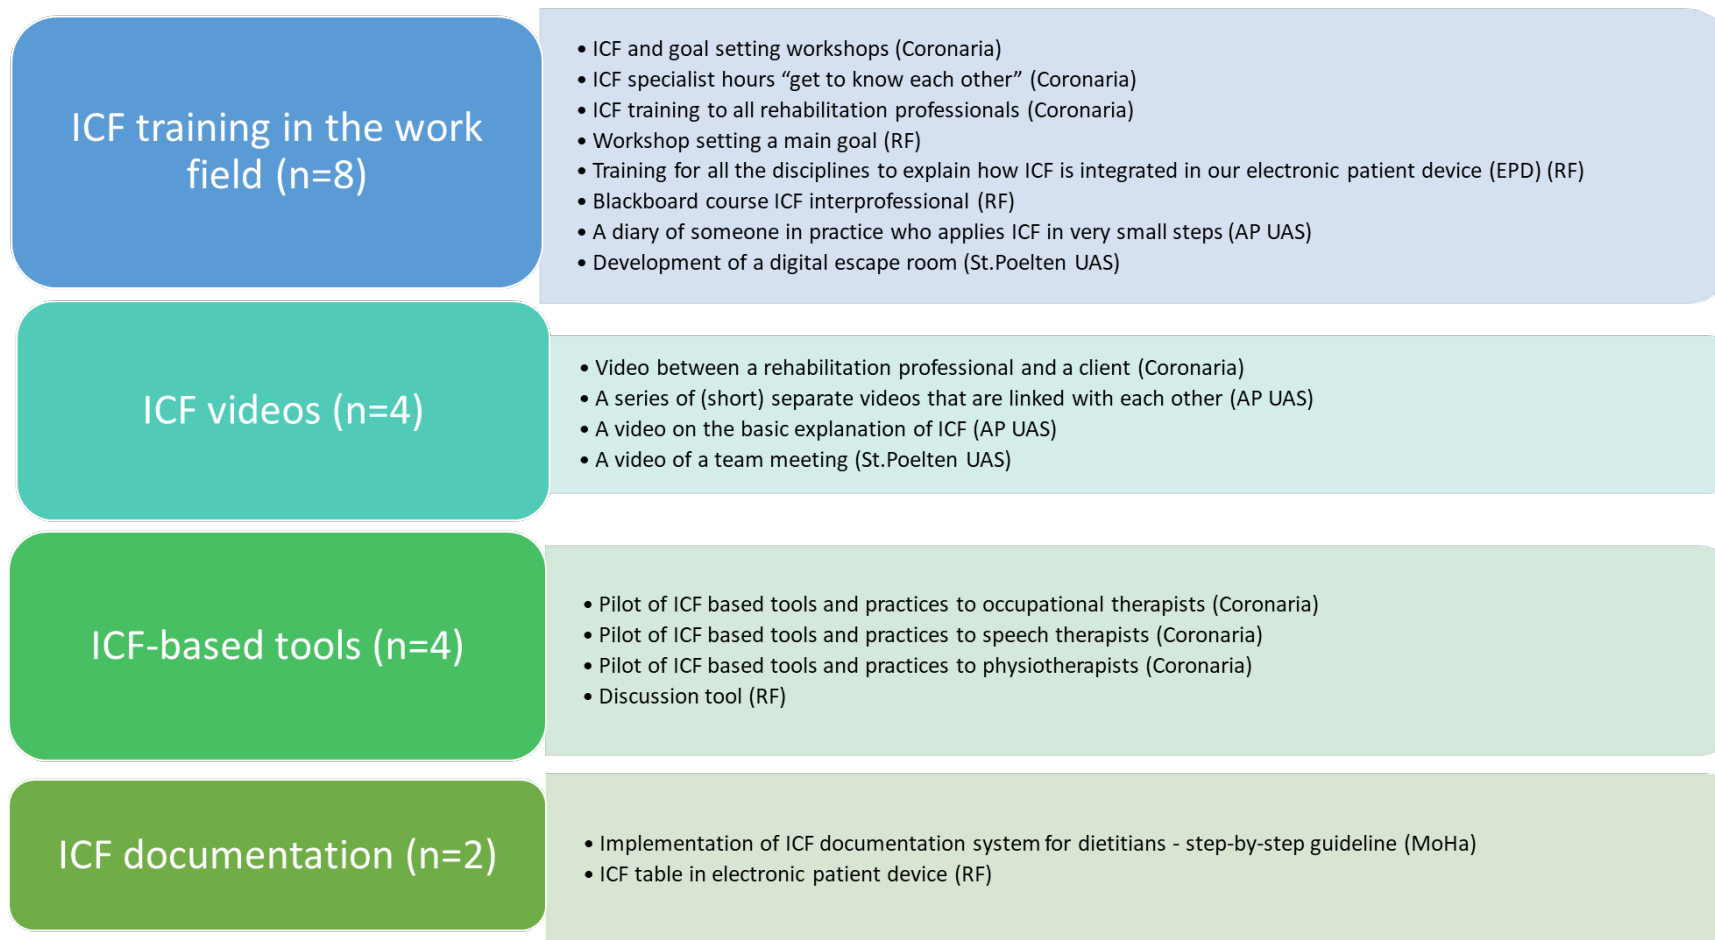 ICF training in the work
field (n=8)
• ICF and goal setting workshops (Coronaria)
• ICF specialist hours “get to know each other” (Coronaria)
• ICF training to all rehabilitation professionals (Coronaria)
• Workshop setting a main goal (RF)
• Training for all the disciplines to explain how ICF is integrated in our electronic patient device (EPD) (RF)
• Blackboard course ICF interprofessional (RF)
• A diary of someone in practice who applies ICF in very small steps (AP UAS)
• Development of a digital escape room (St.Poelten UAS)
ICF videos (n=4)
• Video between a rehabilitation professional and a client (Coronaria)
• A series of (short) separate videos that are linked with each other (AP UAS)
• A video on the basic explanation of ICF (AP UAS)
• A video of a team meeting (St.Poelten UAS)
ICF-based tools (n=4)
• Pilot of ICF based tools and practices to occupational therapists (Coronaria)
• Pilot of ICF based tools and practices to speech therapists (Coronaria)
• Pilot of ICF based tools and practices to physiotherapists (Coronaria)
• Discussion tool (RF)
ICF documentation (n=2)
• Implementation of ICF documentation system for dietitians - step-by-step guideline (MoHa)
• ICF table in electronic patient device (RF)